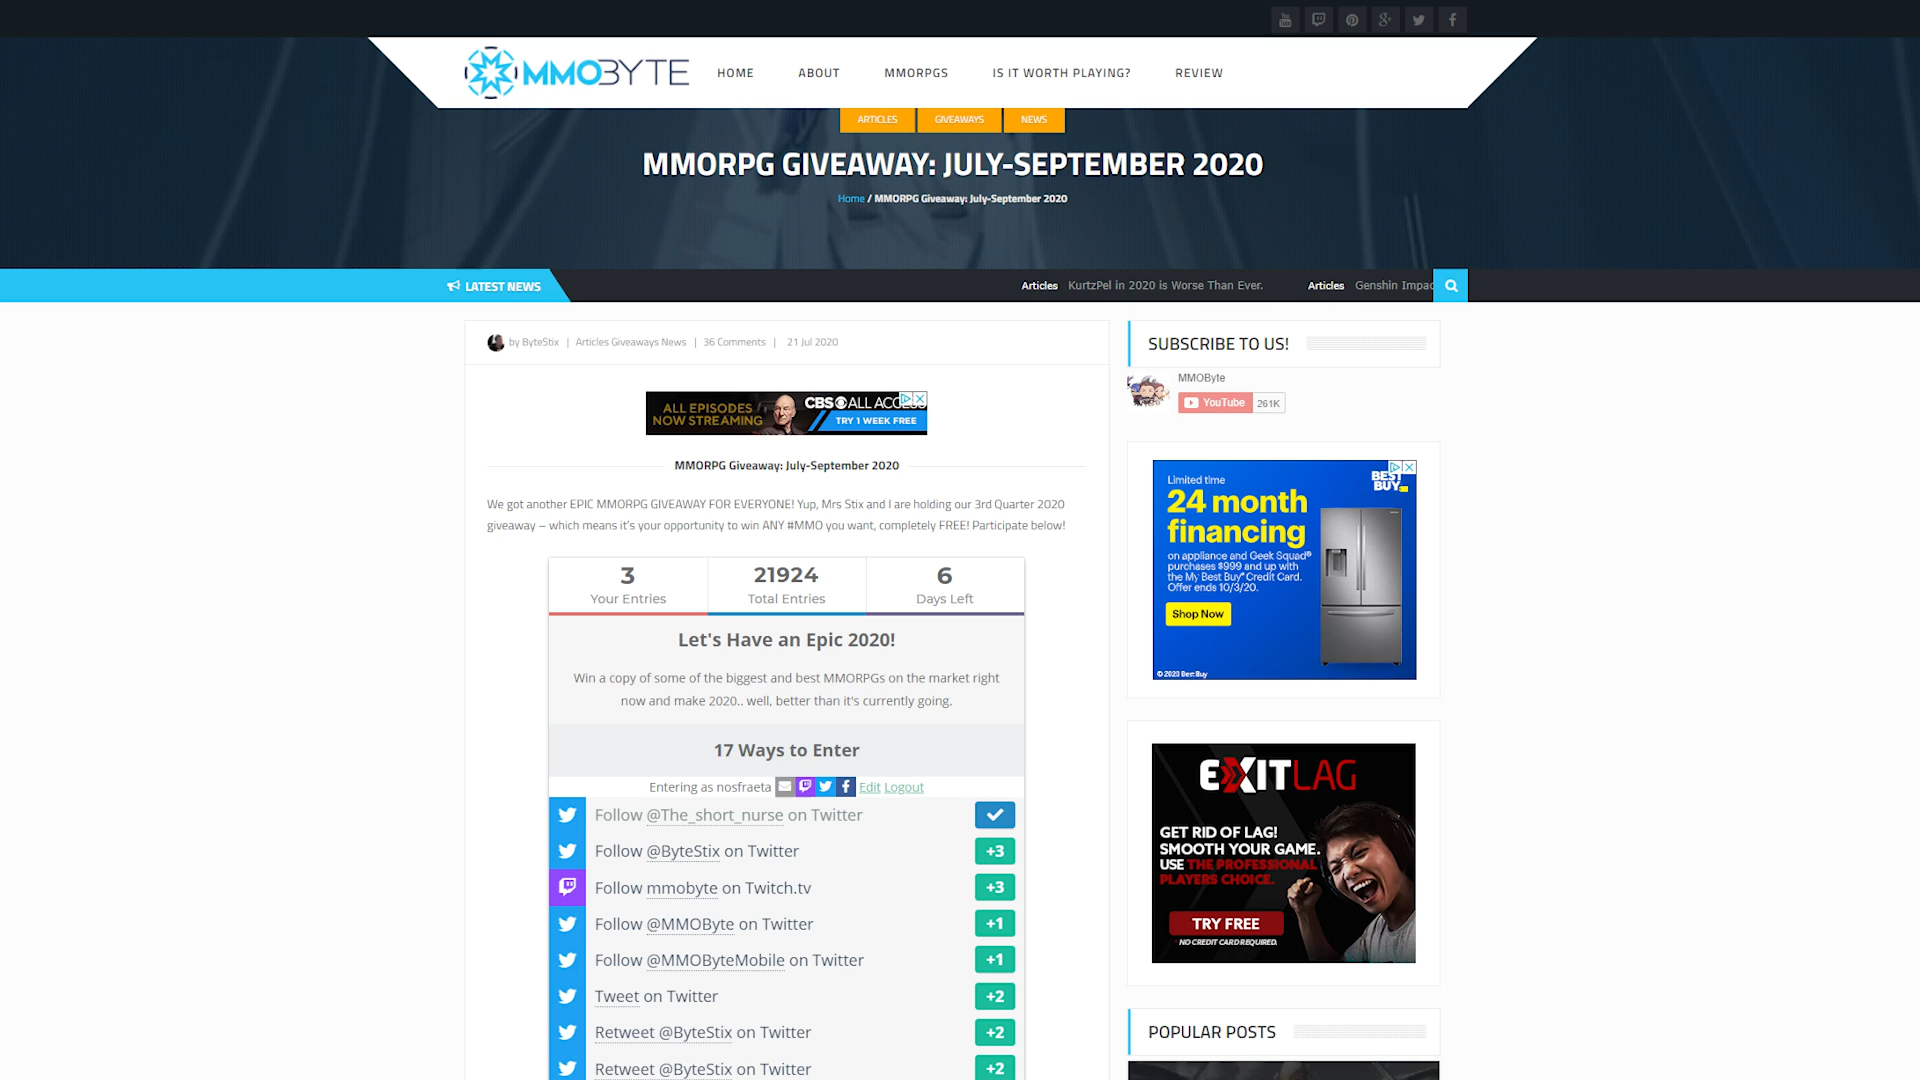 MMOBYTE
HOME
ABOUT
MMORPGS
IS IT WORTH PLAYING?
REVIEW
ARTICLES
GIVEAWAYS
NEWS
MMORPG GIVEAWAY: JULY-SEPTEMBER 2020
Home / MMORPG Giveaway: July-September 2020
LATEST NEWS
Articles KurtzPel in 2020 is Worse Than Ever.
Articles Genshin Impac
by ByteStix | Articles Giveaways News | 36 Comments | 21 Jul 2020
ALL EPISODES
NOW STREAMING
CBS ALL ACCESS
TRY 1 WEEK FREE
MMORPG Giveaway: July-September 2020
We got another EPIC MMORPG GIVEAWAY FOR EVERYONE! Yup, Mrs Stix and I are holding our 3rd Quarter 2020
giveaway – which means it's your opportunity to win ANY #MMO you want, completely FREE! Participate below!
3
Your Entries
21924
Total Entries
6
Days Left
Let's Have an Epic 2020!
Win a copy of some of the biggest and best MMORPGs on the market right
now and make 2020.. well, better than it's currently going.
17 Ways to Enter
Entering as nosfraeta Edit Logout
Follow @The_short_nurse on Twitter
Follow @ByteStix on Twitter +3
Follow mmobyte on Twitch.tv +3
Follow @MMOByte on Twitter +1
Follow @MMOByteMobile on Twitter +1
Tweet on Twitter +2
Retweet @ByteStix on Twitter +2
Retweet @ByteStix on Twitter +2
SUBSCRIBE TO US!
MMOByte
YouTube 261K
Limited time
24 month
financing
on appliance and Geek Squad®
purchases $999 and up with
the My Best Buy® Credit Card.
Offer ends 10/3/20.
Shop Now
BEST
BUY
© 2020 Best Buy
EXITLAG
GET RID OF LAG!
SMOOTH YOUR GAME.
USE THE PROFESSIONAL
PLAYERS CHOICE.
TRY FREE
* NO CREDIT CARD REQUIRED.
POPULAR POSTS